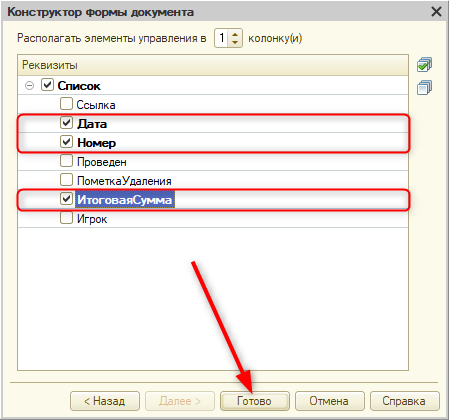 Конструктор формы документа
Располагать элементы управления в 1 колонку(и)
Реквизиты
Список
Ссылка
Дата
Номер
Проведен
ПометкаУдаления
ИтоговаяСумма
Игрок
< Назад Далее > Готово Отмена Справка